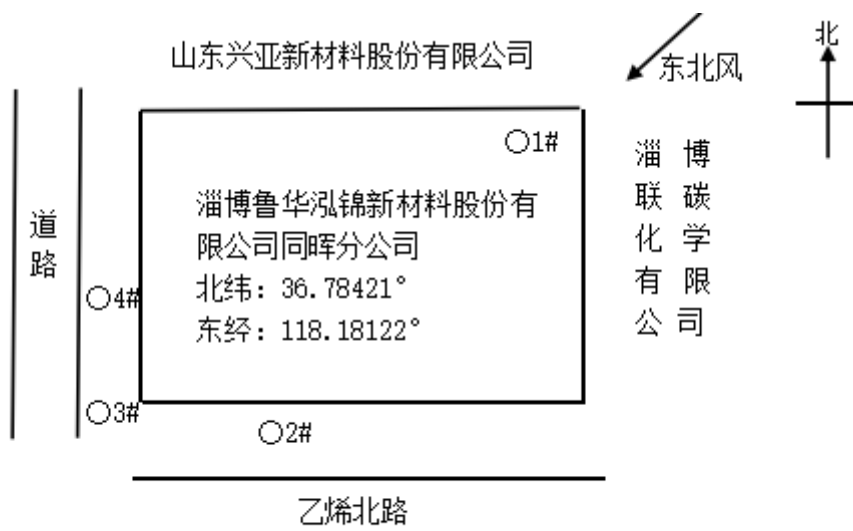 山东兴亚新材料股份有限公司
东北风
北
○1#
淄博
联碳
化学
有限
公司
道
路
淄博鲁华泓锦新材料股份有
限公司同晖分公司
北纬：36.78421°
东经：118.18122°
○4#
○3#
○2#
乙烯北路